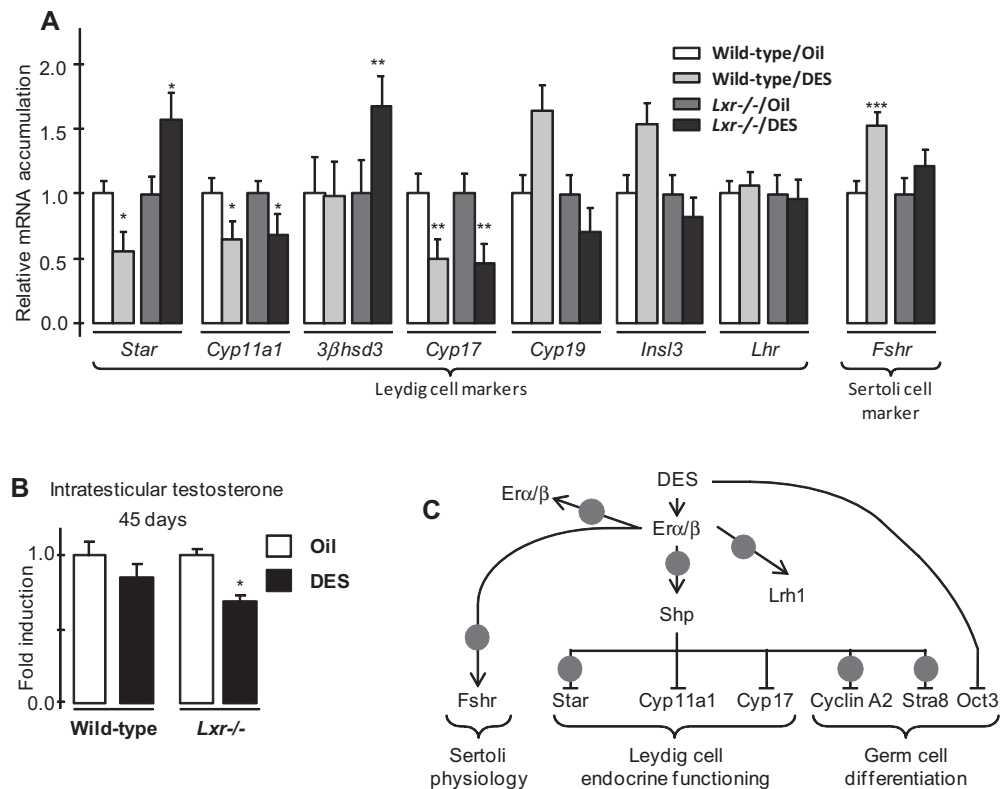 A
Relative mRNA accumulation
2.0
1.5
1.0
0.5
0.0
Wild-type/Oil
Wild-type/DES
Lxr-/-/Oil
Lxr-/-/DES
*
*
*
*
**
**
**
***
Star
Cyp11a1
3βhsd3
Cyp17
Cyp19
Insl3
Lhr
Fshr
Leydig cell markers
Sertoli cell
marker
B
Intratesticular testosterone
45 days
Fold induction
1.0
0.0
Oil
DES
*
Wild-type
Lxr-/-
C
DES
Erα/β
Erα/β
Lrh1
Shp
Fshr
Star
Cyp11a1
Cyp17
Cyclin A2
Stra8
Oct3
Sertoli
physiology
Leydig cell
endocrine functioning
Germ cell
differentiation